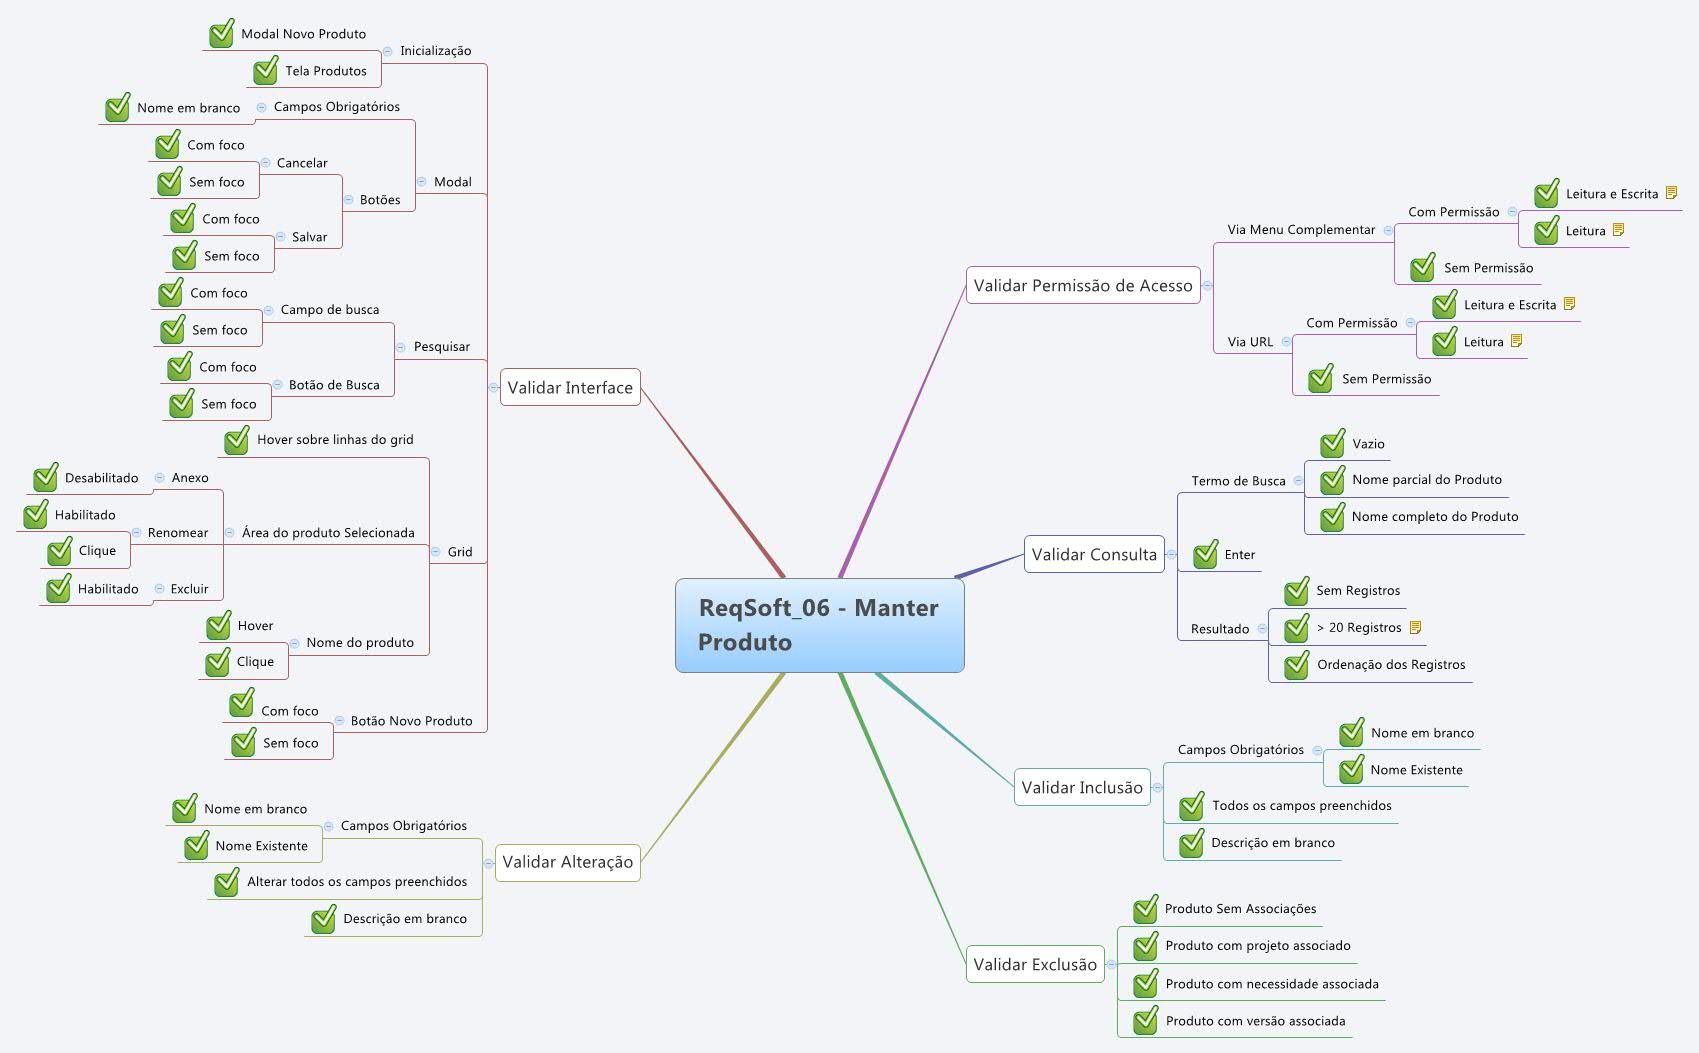 Modal Novo Produto
Inicialização
Tela Produtos
Nome em branco
Campos Obrigatórios
Com foco
Cancelar
Sem foco
Modal
Botões
Com foco
Salvar
Sem foco
Com foco
Campo de busca
Sem foco
Pesquisar
Com foco
Botão de Busca
Sem foco
Validar Interface
Hover sobre linhas do grid
Desabilitado
Anexo
Habilitado
Renomear
Área do produto Selecionada
Clique
Grid
Habilitado
Excluir
Hover
Nome do produto
Clique
Com foco
Botão Novo Produto
Sem foco
Nome em branco
Campos Obrigatórios
Nome Existente
Validar Alteração
Alterar todos os campos preenchidos
Descrição em branco
ReqSoft_06 - Manter
Produto
Leitura e Escrita
Com Permissão
Via Menu Complementar
Leitura
Sem Permissão
Validar Permissão de Acesso
Leitura e Escrita
Com Permissão
Via URL
Leitura
Sem Permissão
Vazio
Termo de Busca
Nome parcial do Produto
Nome completo do Produto
Validar Consulta
Enter
Sem Registros
Resultado
> 20 Registros
Ordenação dos Registros
Nome em branco
Campos Obrigatórios
Nome Existente
Validar Inclusão
Todos os campos preenchidos
Descrição em branco
Produto Sem Associações
Produto com projeto associado
Validar Exclusão
Produto com necessidade associada
Produto com versão associada